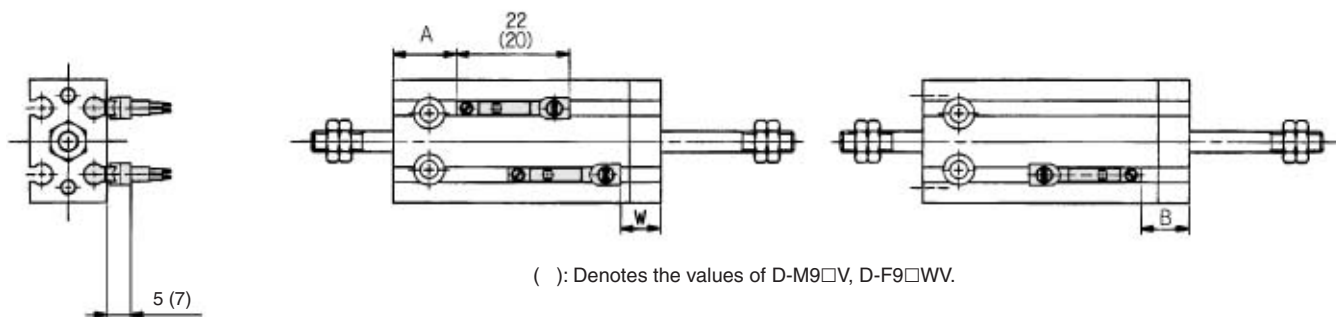 A
22
(20)
W
B
5 (7)
( ): Denotes the values of D-M9□V, D-F9□WV.